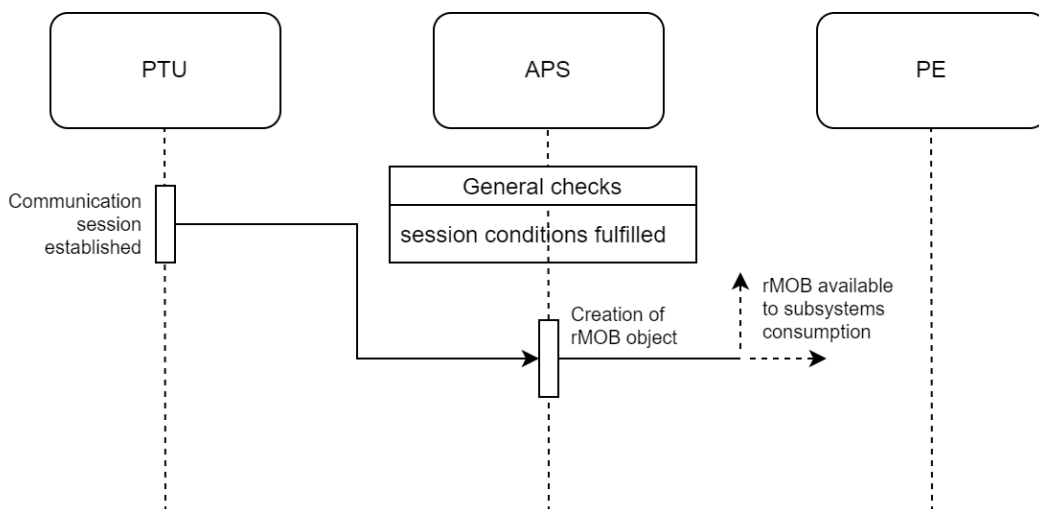 PTU
APS
PE
General checks
Communication
session
established
session conditions fulfilled
Creation of
rMOB object
rMOB available
to subsystems
consumption